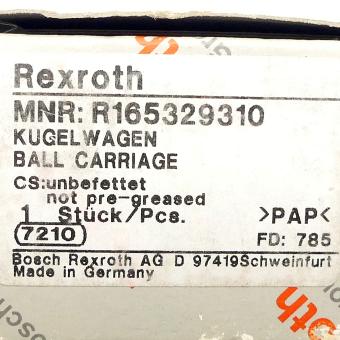 Rexroth
MNR: R165329310
KUGELWAGEN
BALL CARRIAGE
CS:unbefettet
not pre-greased
1 Stück/Pcs. >PAP<
7210 FD: 785
Bosch Rexroth AG D 97419Schweinfurt
Made in Germany